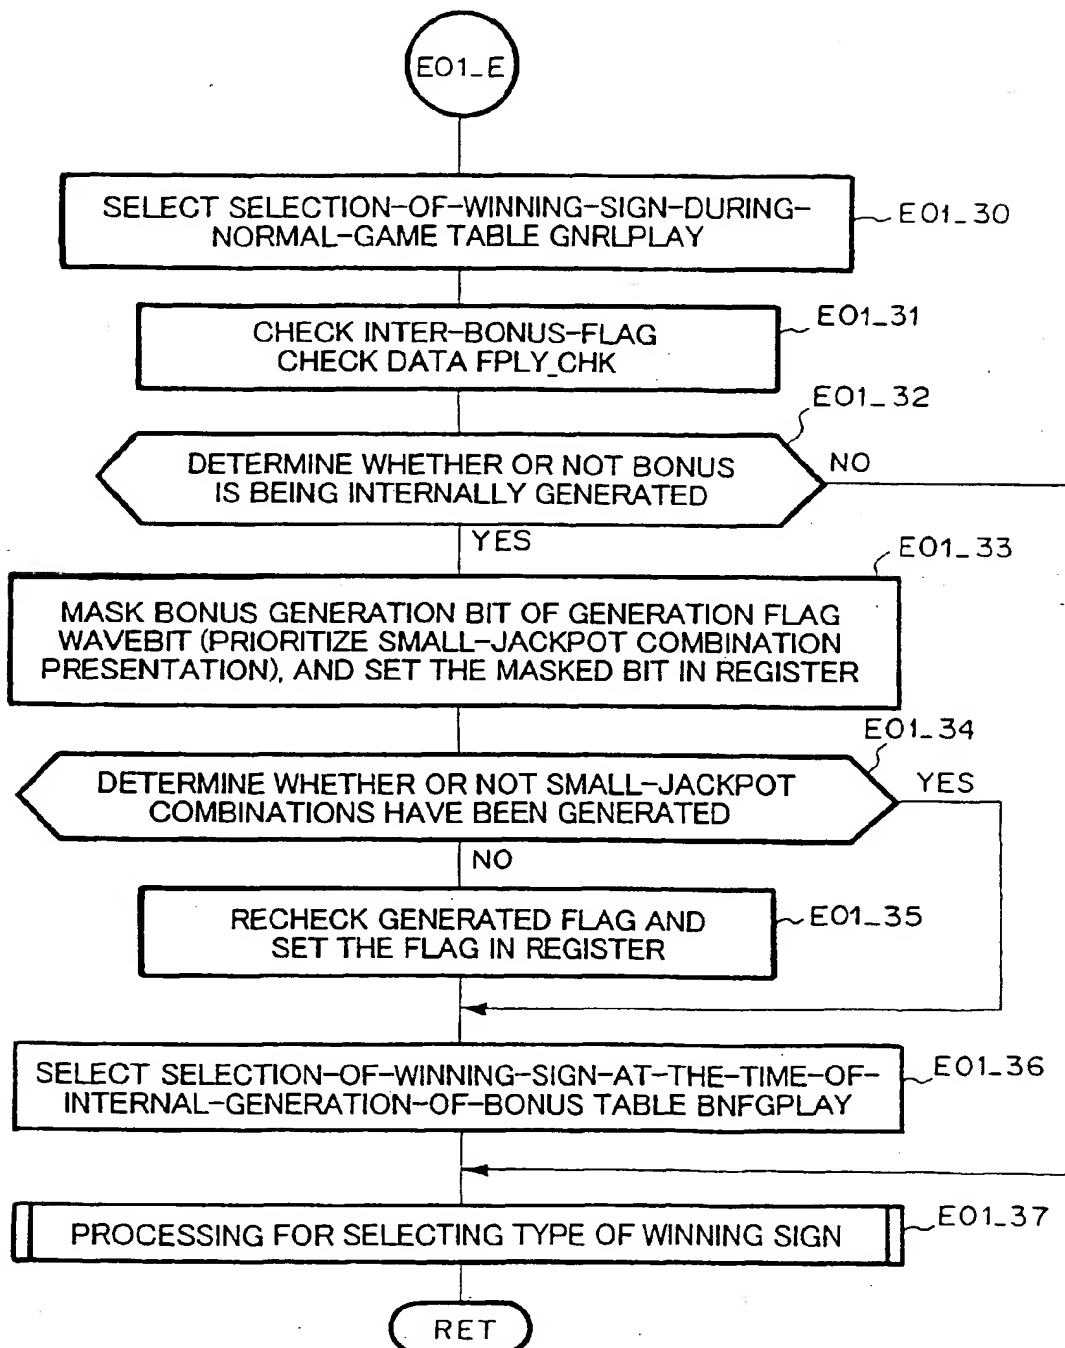 E01_E
SELECT SELECTION-OF-WINNING-SIGN-DURING-
NORMAL-GAME TABLE GNRLPLAY
E01_30
CHECK INTER-BONUS-FLAG
CHECK DATA FPLY_CHK
E01_31
DETERMINE WHETHER OR NOT BONUS
IS BEING INTERNALLY GENERATED
E01_32
NO
YES
MASK BONUS GENERATION BIT OF GENERATION FLAG
WAVEBIT (PRIORITIZE SMALL-JACKPOT COMBINATION
PRESENTATION), AND SET THE MASKED BIT IN REGISTER
E01_33
DETERMINE WHETHER OR NOT SMALL-JACKPOT
COMBINATIONS HAVE BEEN GENERATED
E01_34
YES
NO
RECHECK GENERATED FLAG AND
SET THE FLAG IN REGISTER
E01_35
SELECT SELECTION-OF-WINNING-SIGN-AT-THE-TIME-OF-
INTERNAL-GENERATION-OF-BONUS TABLE BNFGPLAY
E01_36
PROCESSING FOR SELECTING TYPE OF WINNING SIGN
E01_37
RET